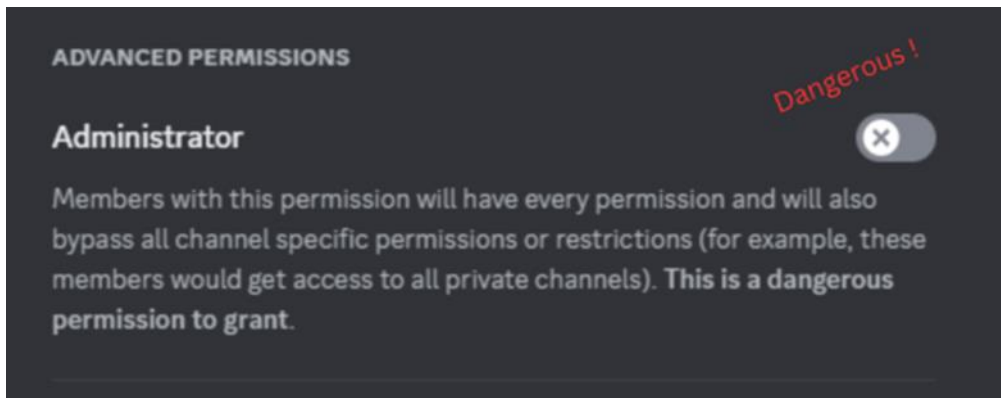 ADVANCED PERMISSIONS
Dangerous !
Administrator
Members with this permission will have every permission and will also
bypass all channel specific permissions or restrictions (for example, these
members would get access to all private channels). This is a dangerous
permission to grant.